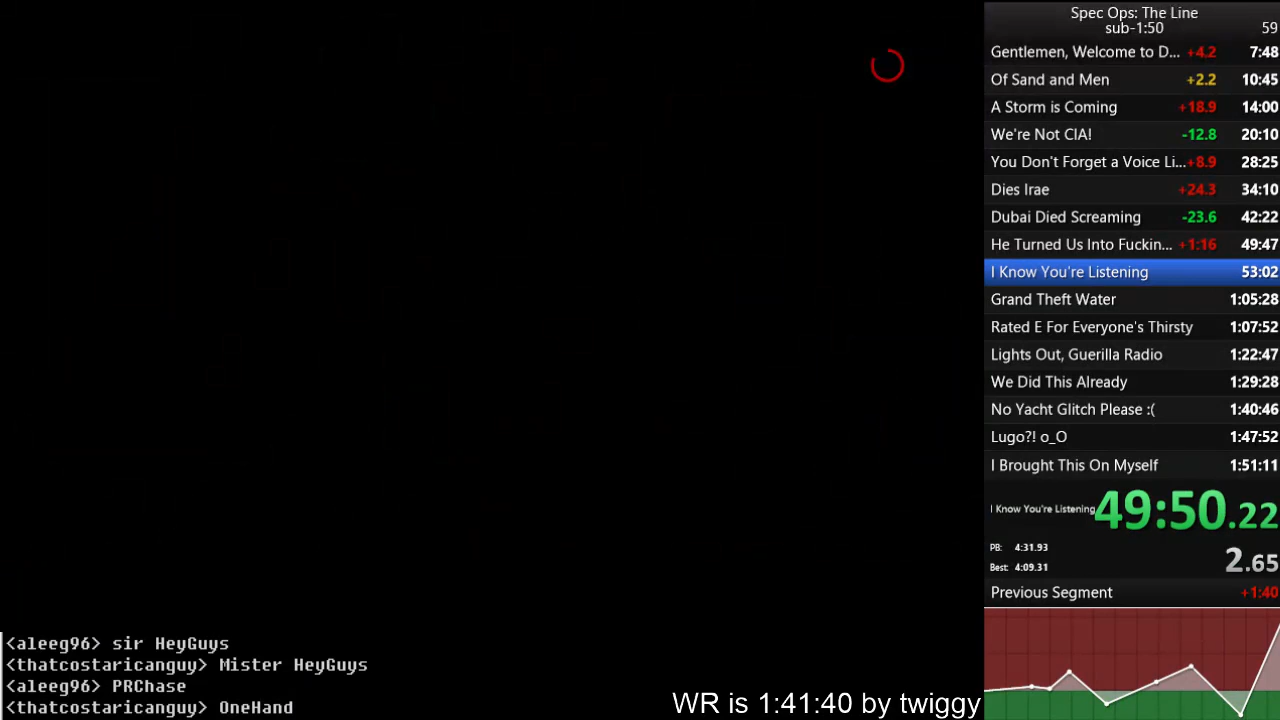 Spec Ops: The Line
sub-1:50 59
Gentlemen, Welcome to D... +4.2 7:48
Of Sand and Men +2.2 10:45
A Storm is Coming +18.9 14:00
We're Not CIA! -12.8 20:10
You Don't Forget a Voice Li... +8.9 28:25
Dies Irae +24.3 34:10
Dubai Died Screaming -23.6 42:22
He Turned Us Into Fuckin... +1:16 49:47
I Know You're Listening 53:02
Grand Theft Water 1:05:28
Rated E For Everyone's Thirsty 1:07:52
Lights Out, Guerilla Radio 1:22:47
We Did This Already 1:29:28
No Yacht Glitch Please :( 1:40:46
Lugo?! o_O 1:47:52
I Brought This On Myself 1:51:11
I Know You're Listening 49:50.22
PB: 4:31.93
Best: 4:09.31
2.65
Previous Segment +1:40
<aleeg96> sir HeyGuys
<thatcostaricanguy> Mister HeyGuys
<aleeg96> PRChase
<thatcostaricanguy> OneHand
WR is 1:41:40 by twiggy